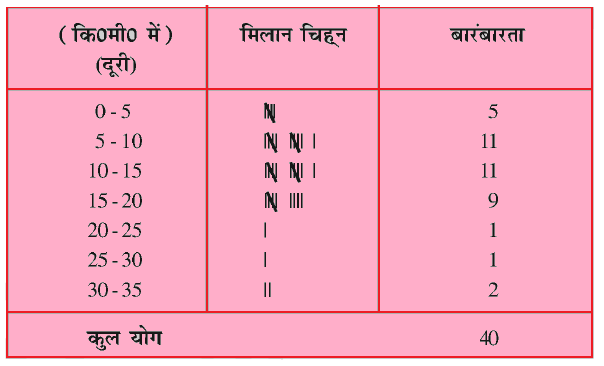 ( कि0मी0 में ) मिलान चिह्न बारंबारता
(दूरी)
0 - 5 5
5 - 10 11
10 - 15 11
15 - 20 9
20 - 25 1
25 - 30 1
30 - 35 2
कुल योग 40